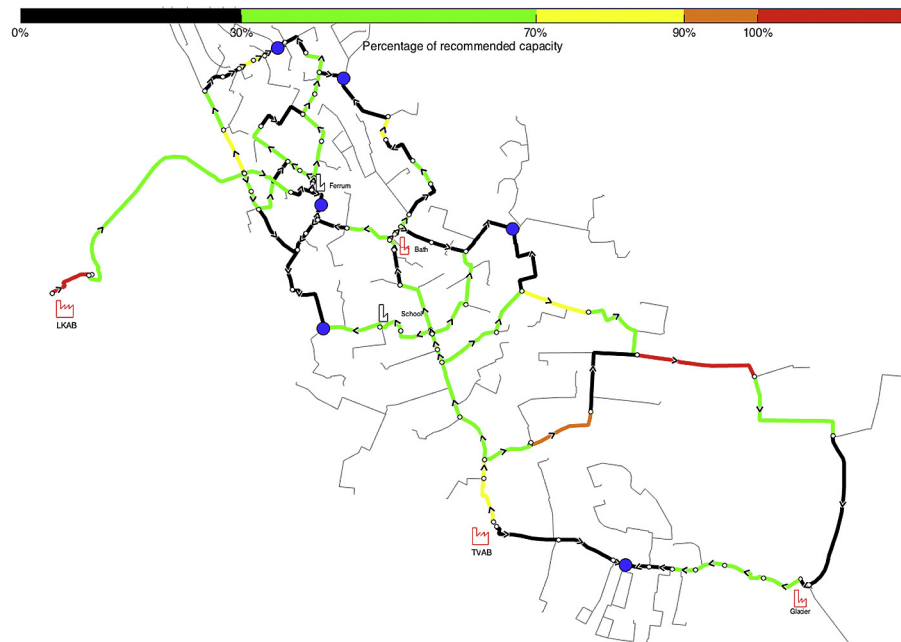 0% 30% 70% 90% 100%
Percentage of recommended capacity
Ferrum
Bath
School
LKAB
TVAB
Glacier